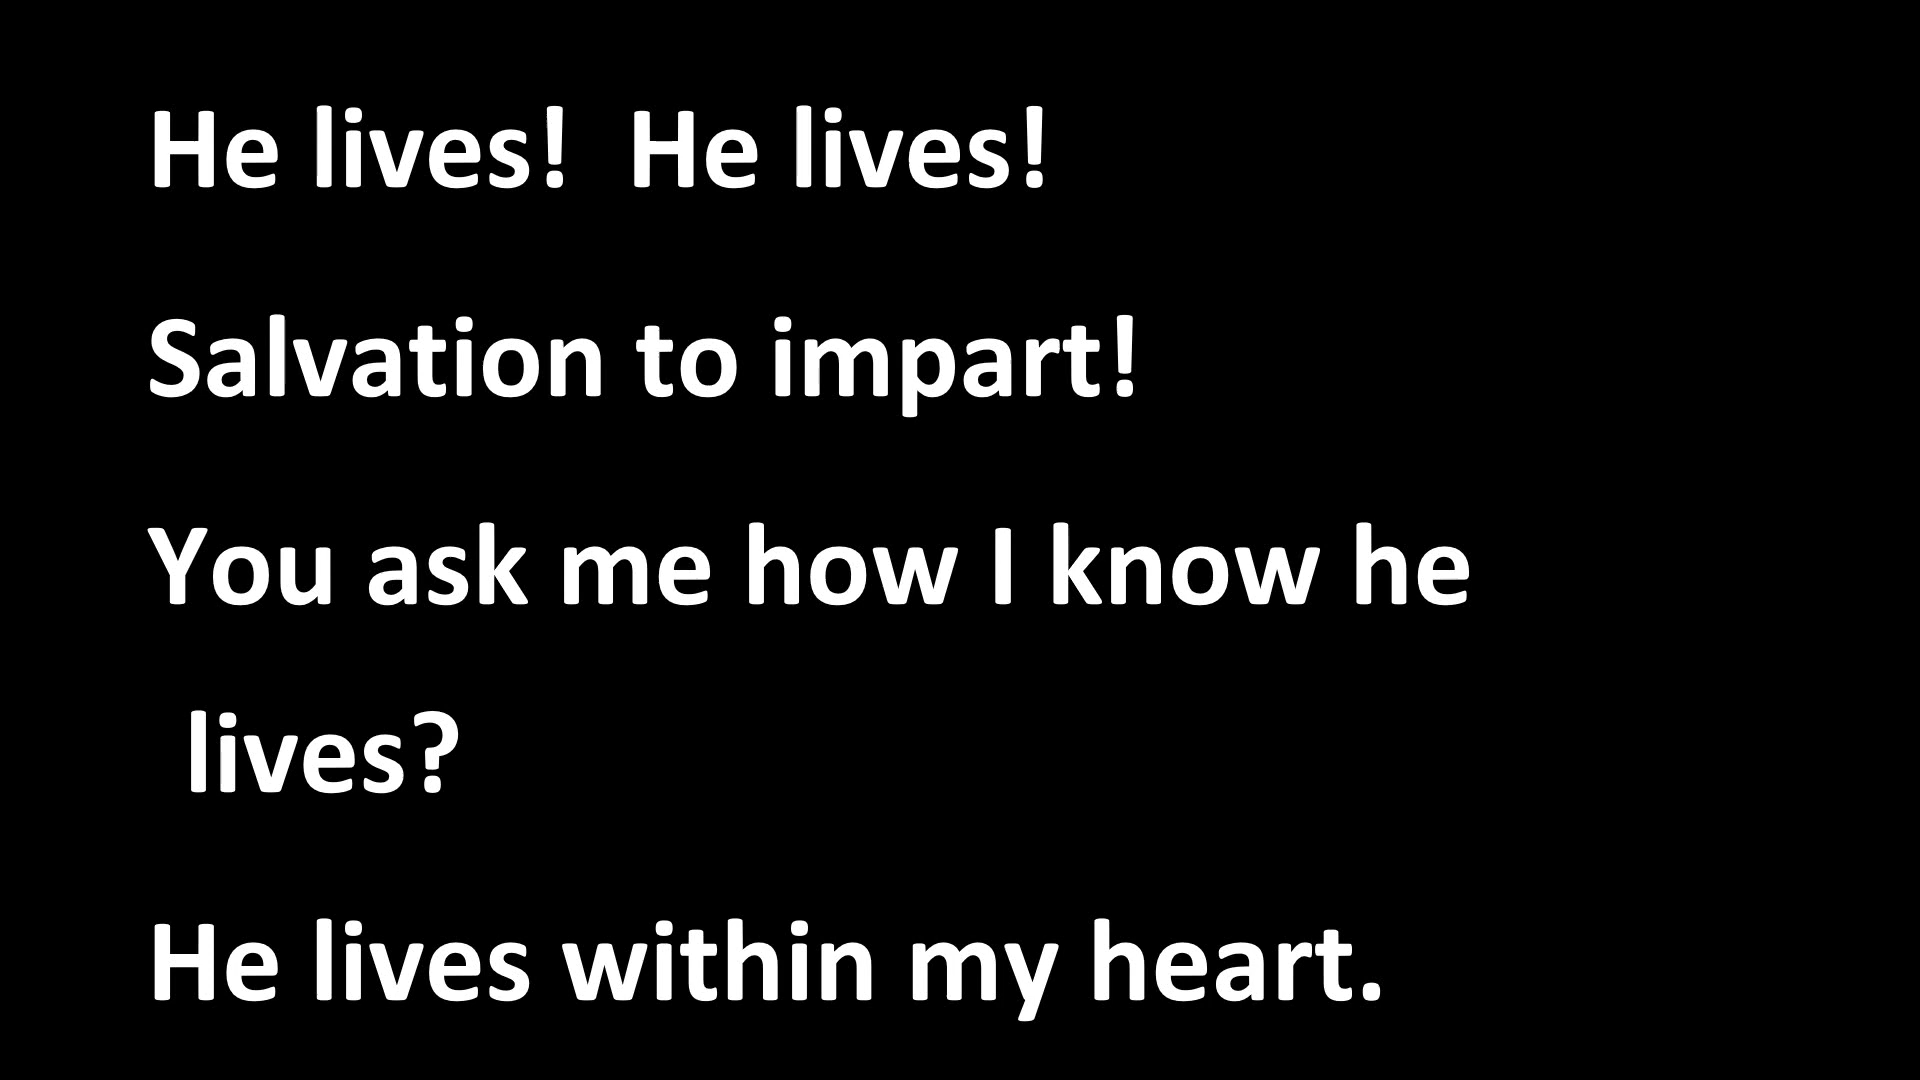 He lives!  He lives!
Salvation to impart!
You ask me how I know he
lives?
He lives within my heart.